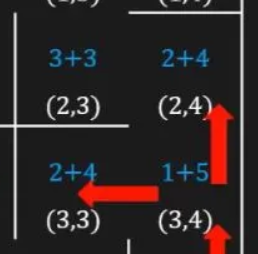 3+3 2+4
(2,3) (2,4)
2+4 1+5
(3,3) (3,4)